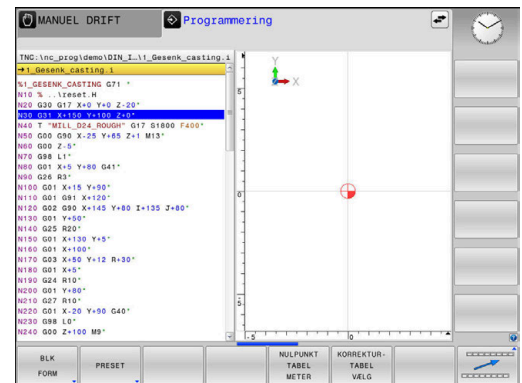 MANUEL DRIFT
Programmering
TNC:\nc_prog\demo\DIN_I…\1_Gesenk_casting.i
→1_Gesenk_casting.i
%1_GESENK_CASTING G71 *
N10 % ..\reset.H
N20 G30 G17 X+0 Y+0 Z-20*
N30 G31 X+150 Y+100 Z+0*
N40 T "MILL_D24_ROUGH" G17 S1800 F400*
N50 G00 G90 X-25 Y+65 Z+1 M13*
N60 G00 Z-5*
N70 G98 L1*
N80 G01 X+5 Y+80 G41*
N90 G26 R3*
N100 G01 X+15 Y+90*
N110 G01 G91 X+120*
N120 G02 G90 X+145 Y+80 I+135 J+80*
N130 G01 Y+50*
N140 G25 R20*
N150 G01 X+130 Y+5*
N160 G01 X+100*
N170 G03 X+50 Y+12 R+30*
N180 G01 X+5*
N190 G24 R10*
N200 G01 Y+80*
N210 G27 R10*
N220 G01 X-20 Y+90 G40*
N230 G98 L0*
N240 G00 Z+100 M9*
Y
X
5
0
5
-5
0
BLK
FORM
PRESET
NULPUNKT
TABEL
METER
KORREKTUR-
TABEL
VÆLG